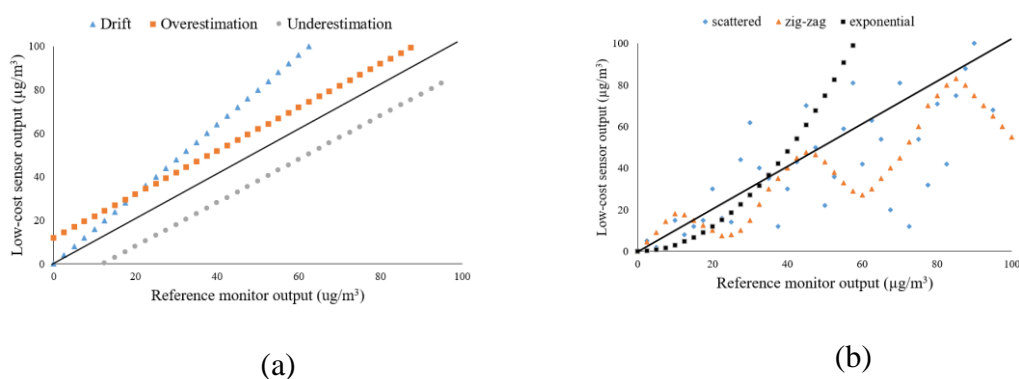 Drift Overestimation Underestimation
100
80
60
40
20
0
0 20 40 60 80 100
Low-cost sensor output (µg/m³)
Reference monitor output (ug/m³)
(a)
scattered zig-zag exponential
100
80
60
40
20
0
0 20 40 60 80 100
Low-cost sensor output (µg/m³)
Reference monitor output (µg/m³)
(b)